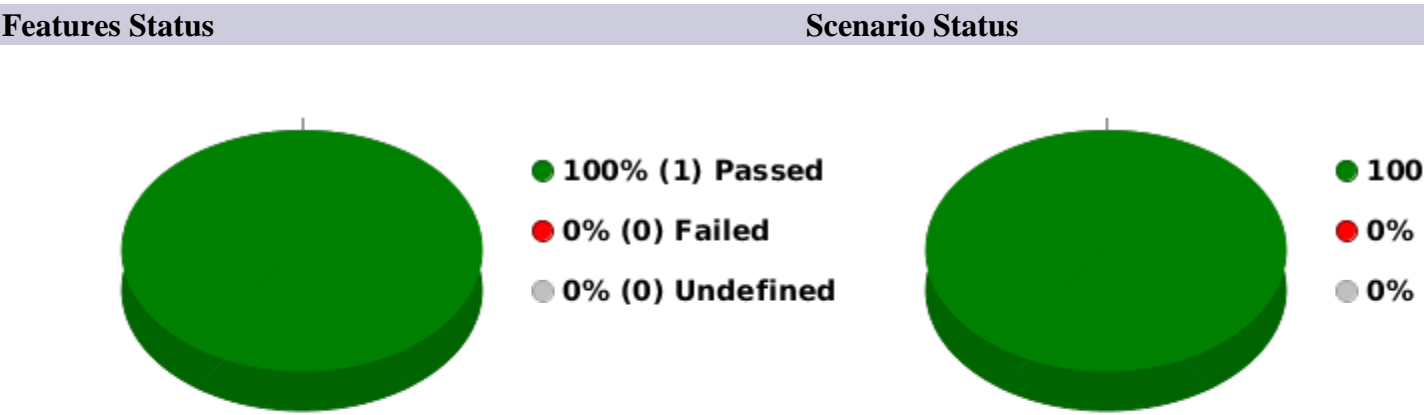 Features Status
Scenario Status
100% (1) Passed
0% (0) Failed
0% (0) Undefined
100
0%
0%